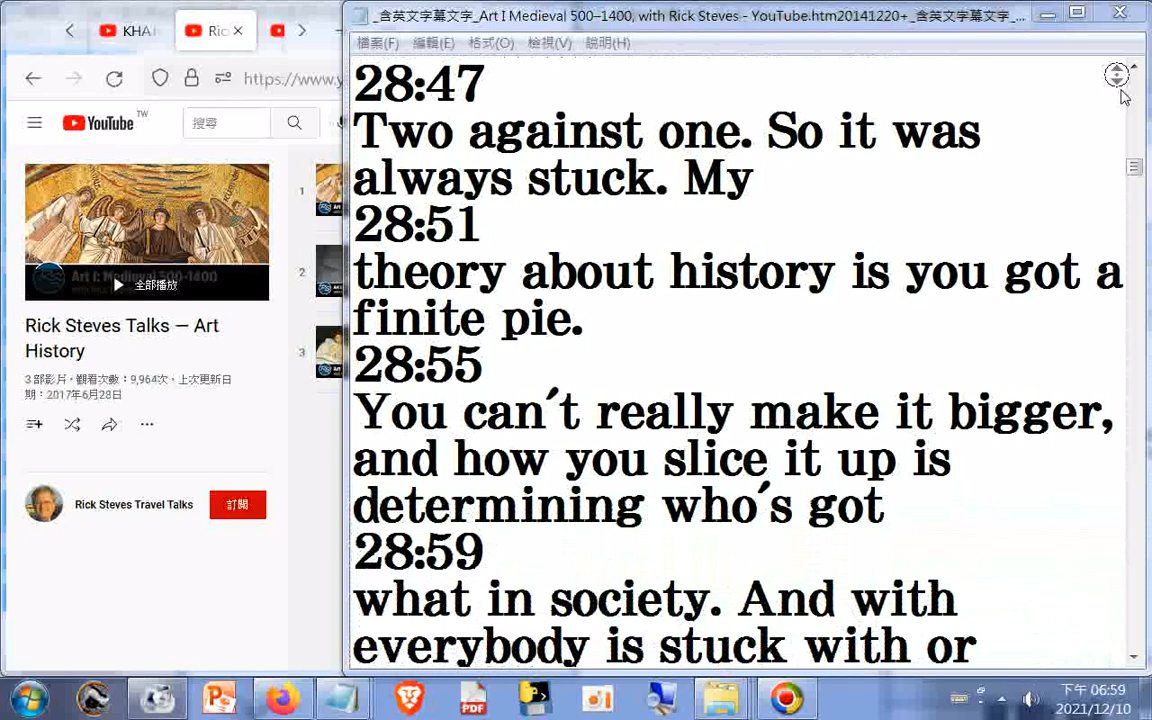 KHA
Ric
https://www.y
YouTube TW
搜尋
Art I: Medieval 500-1400
全部播放
Rick Steves Talks — Art
History
3 部影片・觀看次數：9,964次・上次更新日
期：2017年6月28日
Rick Steves Travel Talks
訂閱
1
2
3
_含英文字幕文字_Art I Medieval 500–1400, with Rick Steves - YouTube.htm20141220+_含英文字幕文字_...
檔案(F) 編輯(E) 格式(O) 檢視(V) 說明(H)
28:47
Two against one. So it was
always stuck. My
28:51
theory about history is you got a
finite pie.
28:55
You can't really make it bigger,
and how you slice it up is
determining who's got
28:59
what in society. And with
everybody is stuck with or
PDF
下午 06:59
2021/12/10